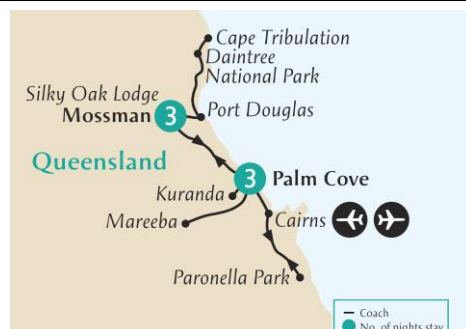 Cape Tribulation
Daintree
National Park
Silky Oak Lodge
Mossman
3
Port Douglas
Queensland
3
Palm Cove
Kuranda
Mareeba
Cairns
Paronella Park
Coach
No. of nights stay